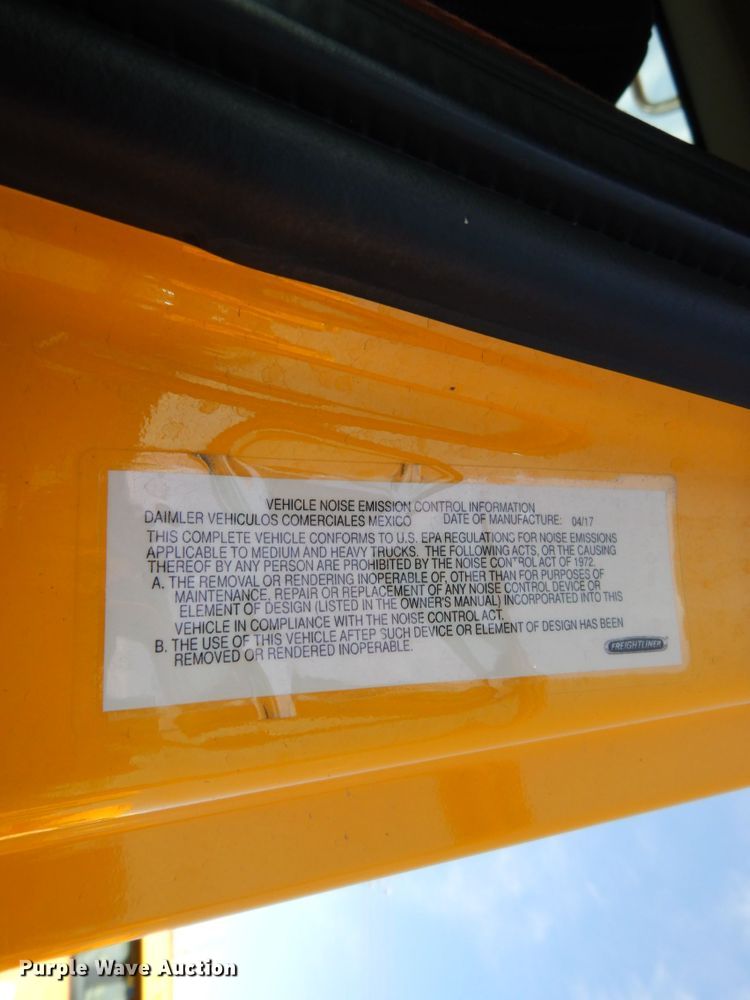 VEHICLE NOISE EMISSION CONTROL INFORMATION
DAIMLER VEHICULOS COMERCIALES MEXICO DATE OF MANUFACTURE: 04/17
THIS COMPLETE VEHICLE CONFORMS TO U.S. EPA REGULATIONS FOR NOISE EMISSIONS
APPLICABLE TO MEDIUM AND HEAVY TRUCKS. THE FOLLOWING ACTS, OR THE CAUSING
THEREOF BY ANY PERSON ARE PROHIBITED BY THE NOISE CONTROL ACT OF 1972.
A. THE REMOVAL OR RENDERING INOPERABLE OF, OTHER THAN FOR PURPOSES OF
MAINTENANCE, REPAIR OR REPLACEMENT OF ANY NOISE CONTROL DEVICE OR
ELEMENT OF DESIGN (LISTED IN THE OWNER'S MANUAL) INCORPORATED INTO THIS
VEHICLE IN COMPLIANCE WITH THE NOISE CONTROL ACT.
B. THE USE OF THIS VEHICLE AFTER SUCH DEVICE OR ELEMENT OF DESIGN HAS BEEN
REMOVED OR RENDERED INOPERABLE.
FREIGHTLINER
Purple Wave Auction